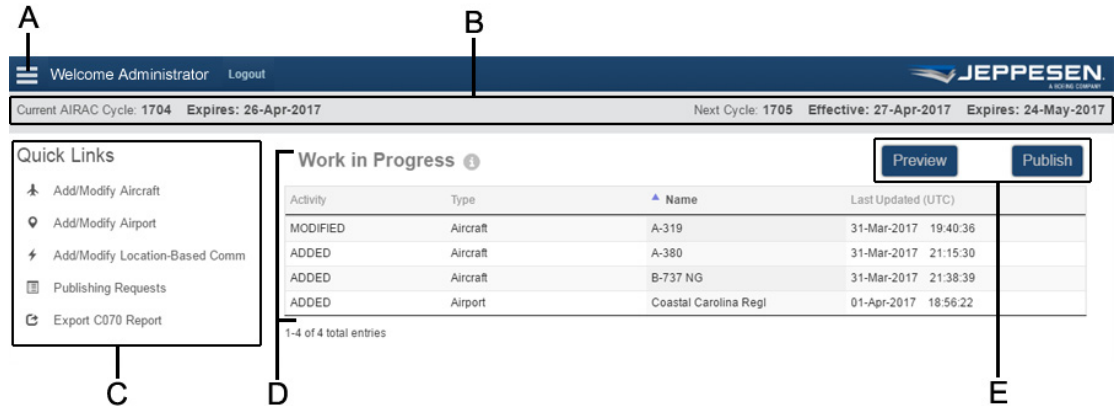 A
B
Welcome Administrator Logout
JEPPESEN.
A BOEING COMPANY
Current AIRAC Cycle: 1704 Expires: 26-Apr-2017 Next Cycle: 1705 Effective: 27-Apr-2017 Expires: 24-May-2017
Quick Links
Add/Modify Aircraft
Add/Modify Airport
Add/Modify Location-Based Comm
Publishing Requests
Export C070 Report
Work in Progress
Preview Publish
Activity Type Name Last Updated (UTC)
MODIFIED Aircraft A-319 31-Mar-2017 19:40:36
ADDED Aircraft A-380 31-Mar-2017 21:15:30
ADDED Aircraft B-737 NG 31-Mar-2017 21:38:39
ADDED Airport Coastal Carolina Regl 01-Apr-2017 18:56:22
1-4 of 4 total entries
C
D
E